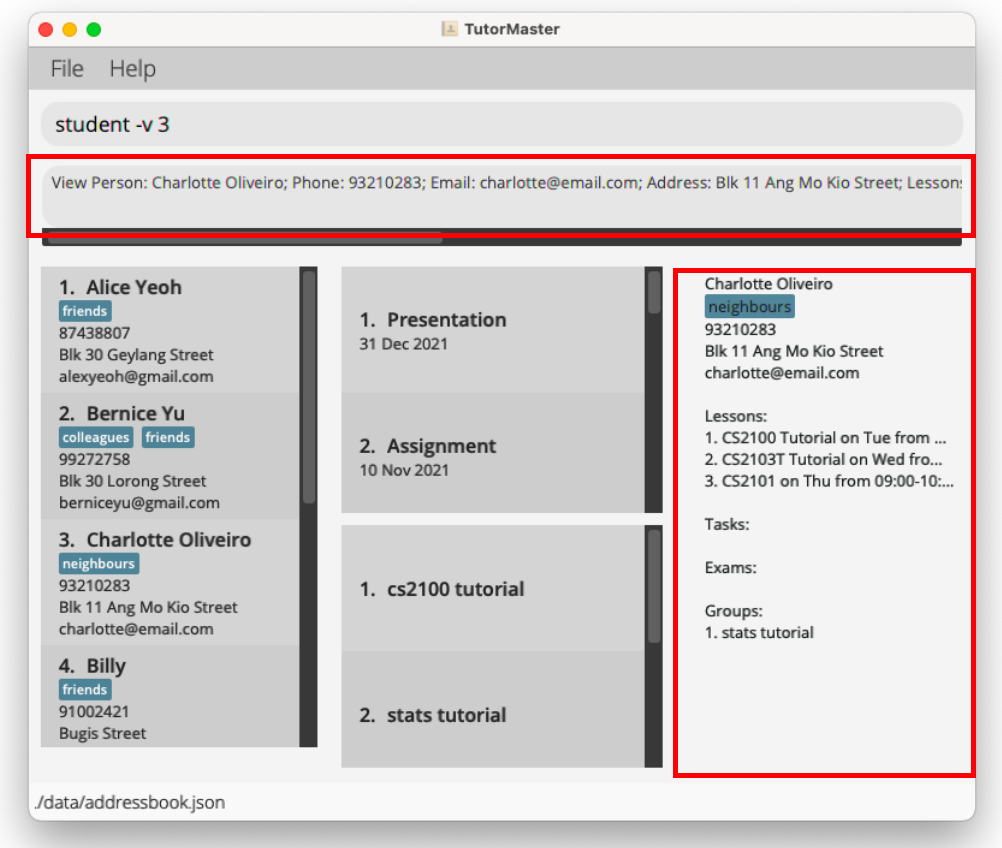 TutorMaster
File Help
student -v 3
View Person: Charlotte Oliveiro; Phone: 93210283; Email: charlotte@email.com; Address: Blk 11 Ang Mo Kio Street; Lessons
1. Alice Yeoh
friends
87438807
Blk 30 Geylang Street
alexyeoh@gmail.com
2. Bernice Yu
colleagues friends
99272758
Blk 30 Lorong Street
berniceyu@gmail.com
3. Charlotte Oliveiro
neighbours
93210283
Blk 11 Ang Mo Kio Street
charlotte@email.com
4. Billy
friends
91002421
Bugis Street
1. Presentation
31 Dec 2021
2. Assignment
10 Nov 2021
1. cs2100 tutorial
2. stats tutorial
Charlotte Oliveiro
neighbours
93210283
Blk 11 Ang Mo Kio Street
charlotte@email.com
Lessons:
1. CS2100 Tutorial on Tue from ...
2. CS2103T Tutorial on Wed fro...
3. CS2101 on Thu from 09:00-10:...
Tasks:
Exams:
Groups:
1. stats tutorial
./data/addressbook.json